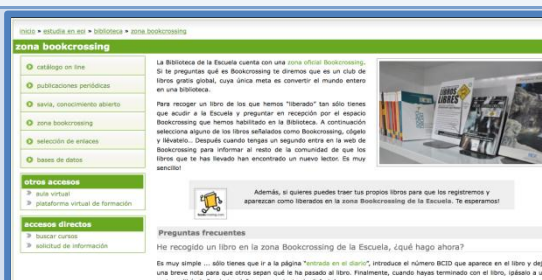 inicio » estudia en eoi » biblioteca » zona bookcrossing
zona bookcrossing
catálogo on line
publicaciones periódicas
savia, conocimiento abierto
zona bookcrossing
selección de enlaces
bases de datos
otros accesos
aula virtual
plataforma virtual de formación
accesos directos
buscar cursos
solicitud de información
La Biblioteca de la Escuela cuenta con una zona oficial Bookcrossing.
Si te preguntas qué es Bookcrossing te diremos que es un club de
libros gratis global, cuya única meta es convertir el mundo entero
en una biblioteca.
Para recoger un libro de los que hemos "liberado" tan sólo tienes
que acudir a la Escuela y preguntar en recepción por el espacio
Bookcrossing que hemos habilitado en la Biblioteca. A continuación
selecciona alguno de los libros señalados como Bookcrossing, cógelo
y llévatelo... Después cuando tengas un segundo entra en la web de
Bookcrossing para informar al resto de la comunidad de que los
libros que te has llevado han encontrado un nuevo lector. Es muy
sencillo!
LIBROS
LIBRES
Además, si quieres puedes traer tus propios libros para que los registremos y
aparezcan como liberados en la zona Bookcrossing de la Escuela. Te esperamos!
Preguntas frecuentes
He recogido un libro en la zona Bookcrossing de la Escuela, ¿qué hago ahora?
Es muy simple ... sólo tienes que ir a la página "entrada en el diario", introduce el número BCID que aparece en el libro y dej
una breve nota para que otros sepan qué le ha pasado al libro. Finalmente, cuando hayas terminado con el libro, ¡pásalo a